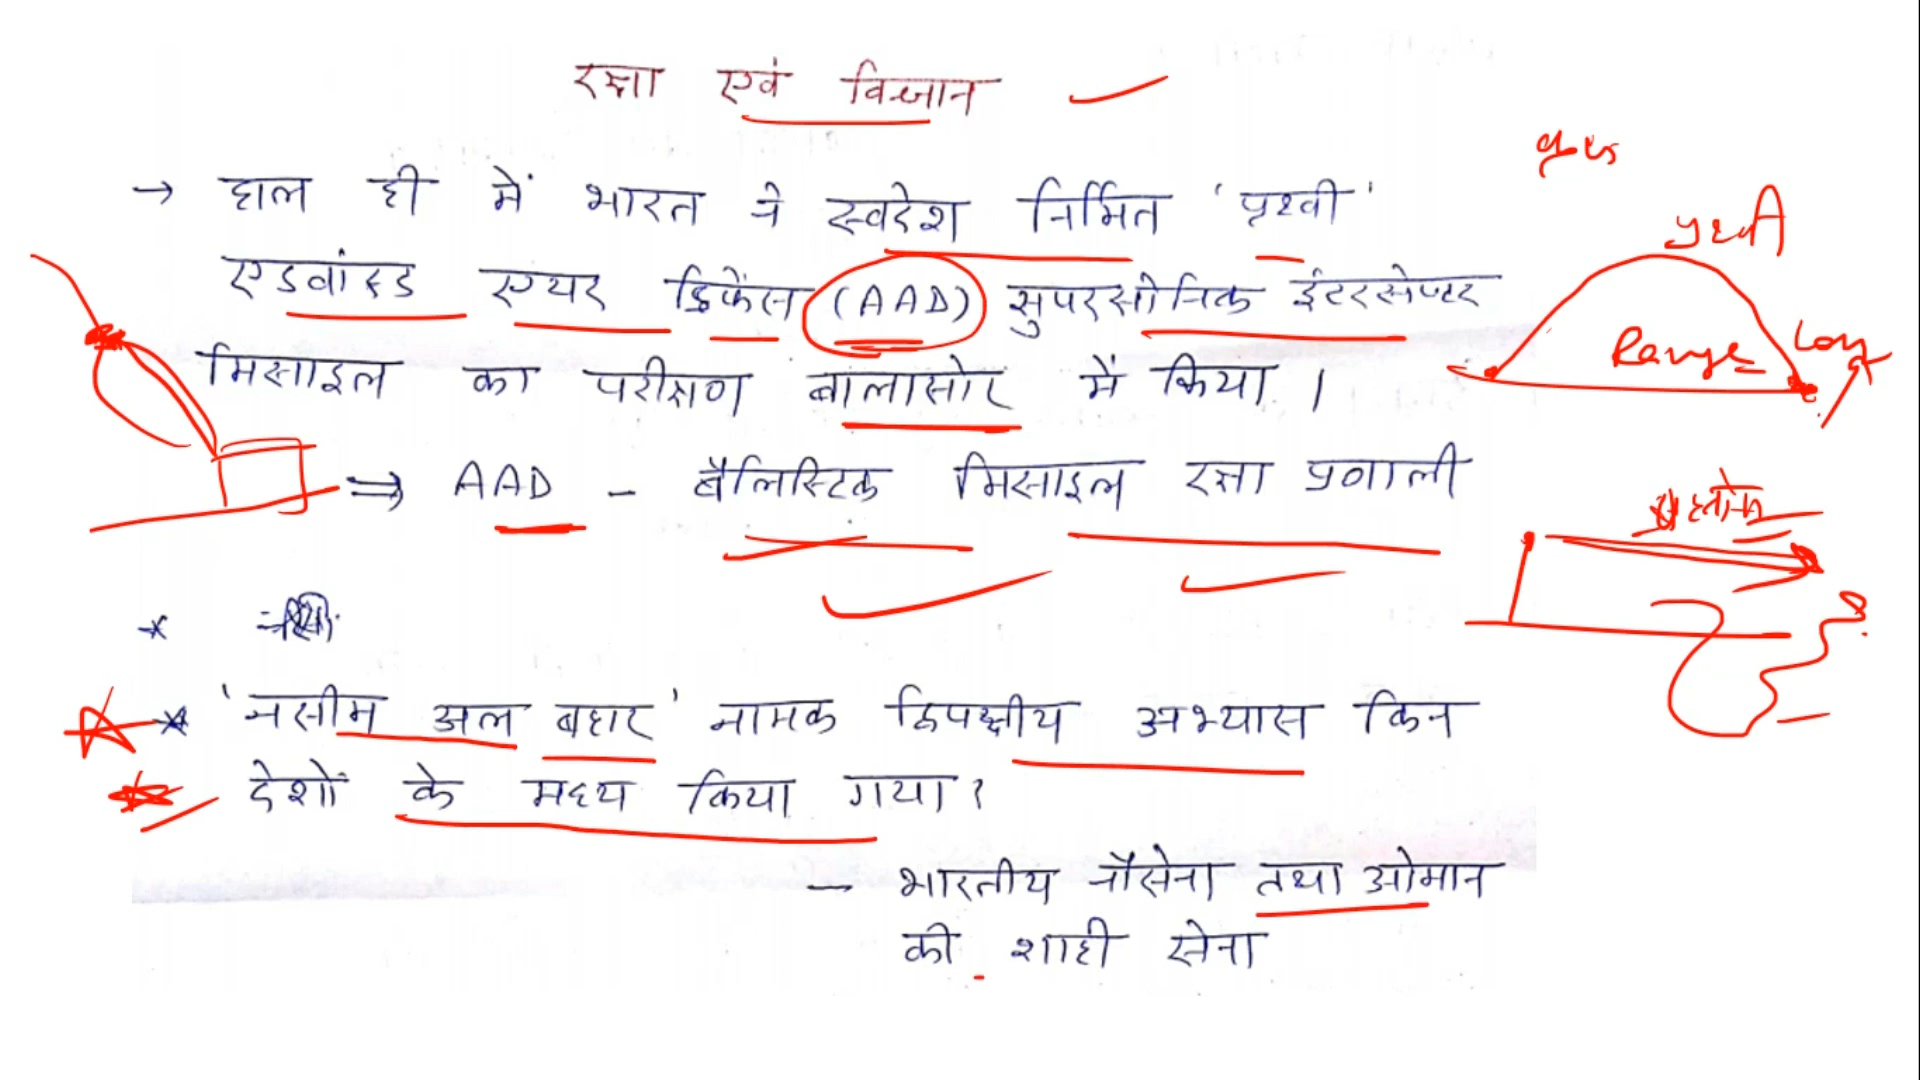 रक्षा एवं विज्ञान
→ हाल ही में भारत ने स्वदेश निर्मित 'पृथ्वी'
एडवांस्ड एयर डिफेंस (AAD) सुपरसोनिक इंटरसेप्टर
मिसाइल का परीक्षण बालासोर में किया।
⇒ AAD - बैलिस्टिक मिसाइल रक्षा प्रणाली
* 'नसीम अल बहार' नामक द्विपक्षीय अभ्यास किन
देशों के मध्य किया गया?
- भारतीय नौसेना तथा ओमान
की शाही सेना
पृथ्वी
Range